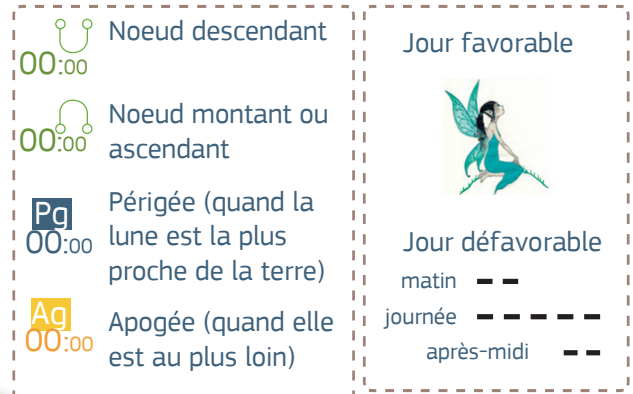 00:00
Noeud descendant
00:00
Noeud montant ou
ascendant
Pg
00:00
Périgée (quand la
lune est la plus
proche de la terre)
Ag
00:00
Apogée (quand elle
est au plus loin)
Jour favorable
Jour défavorable
matin
journée
après-midi